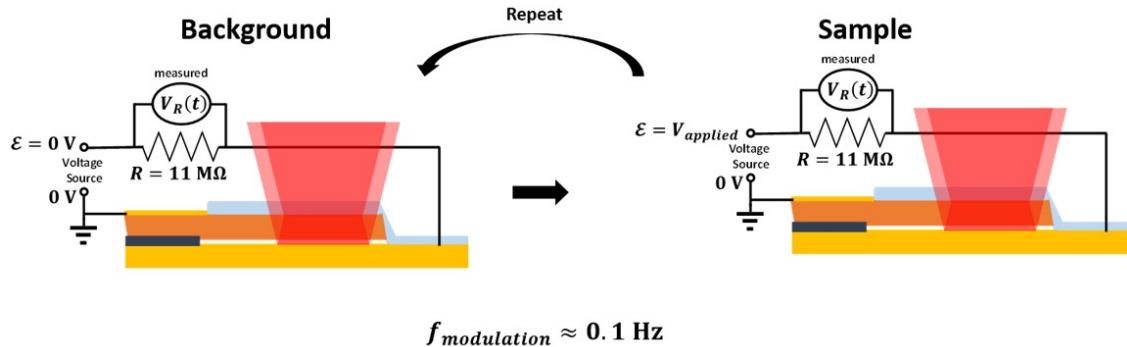 Repeat
Background
Sample
measured
V_R(t)
ℰ = 0 V
Voltage
Source
R = 11 MΩ
0 V
measured
V_R(t)
ℰ = V_applied
Voltage
Source
R = 11 MΩ
0 V
f_modulation ≈ 0.1 Hz